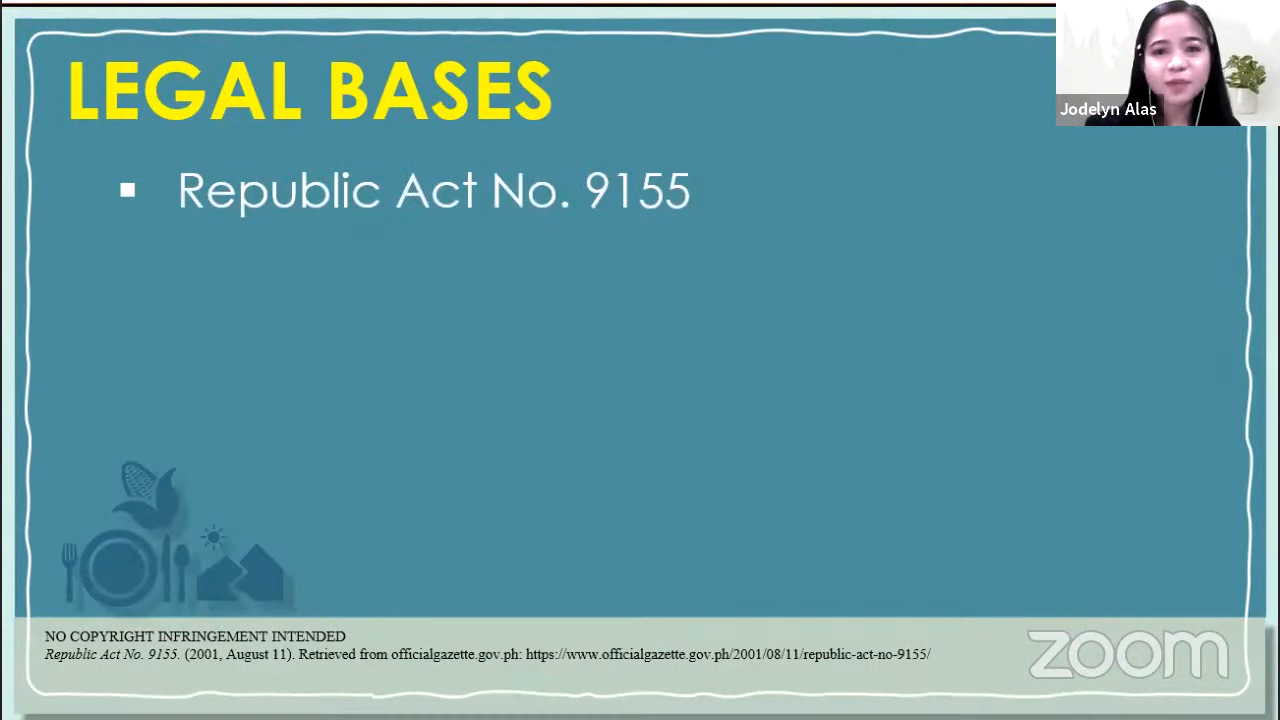 LEGAL BASES
Jodelyn Alas
▪ Republic Act No. 9155
NO COPYRIGHT INFRINGEMENT INTENDED
Republic Act No. 9155. (2001, August 11). Retrieved from officialgazette.gov.ph: https://www.officialgazette.gov.ph/2001/08/11/republic-act-no-9155/
zoom